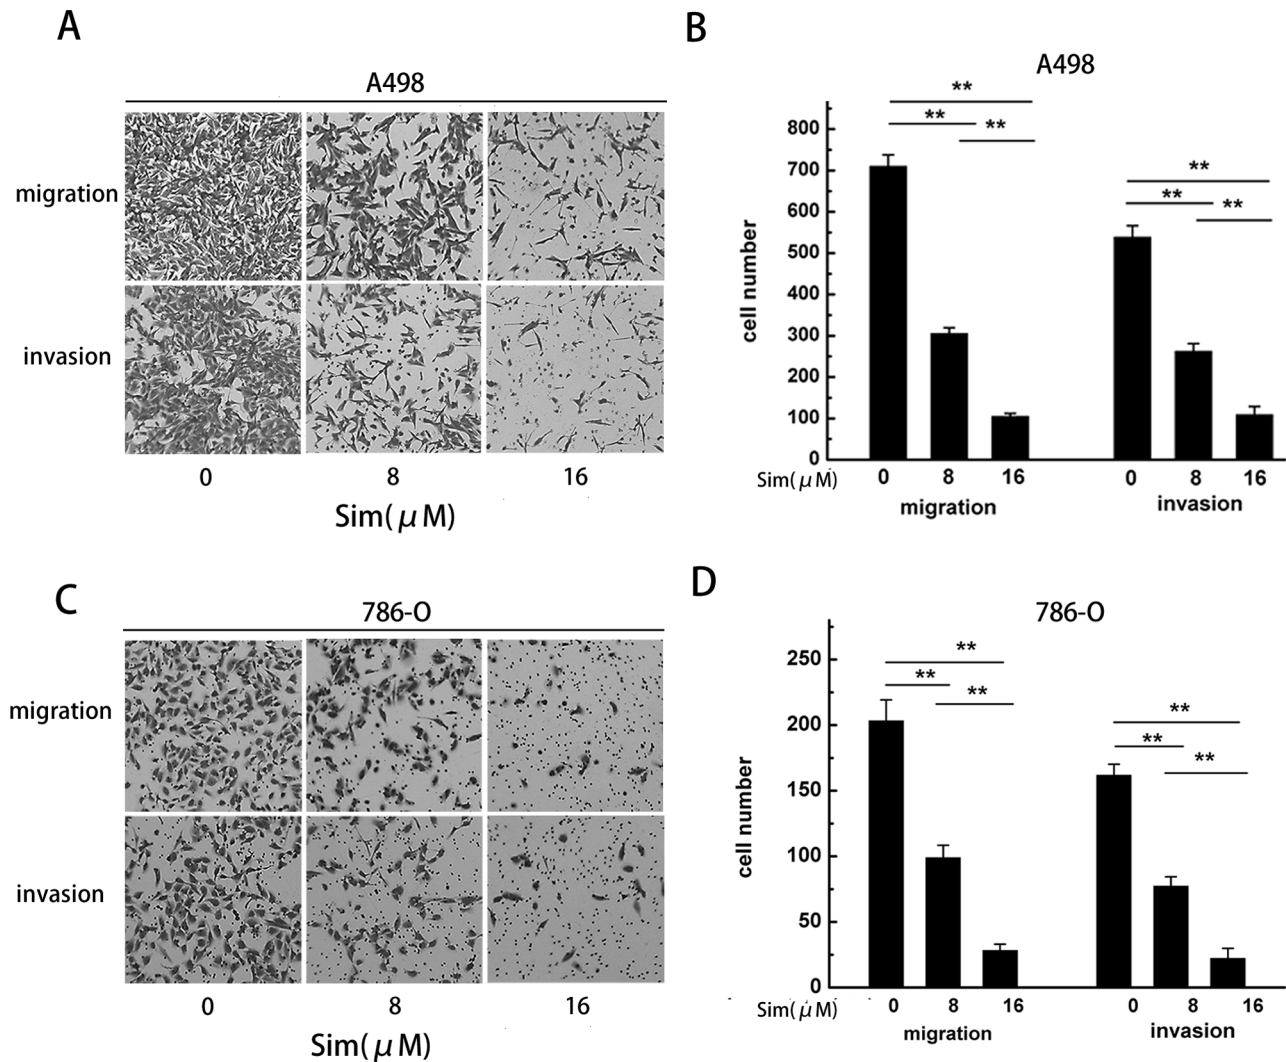 A
A498
migration
invasion
0 8 16
Sim(μM)
B
A498
** ** **
** ** **
cell number
800
700
600
500
400
300
200
100
0
Sim(μM) 0 8 16 0 8 16
migration invasion
C
786-O
migration
invasion
0 8 16
Sim(μM)
D
786-O
** ** **
** ** **
cell number
250
200
150
100
50
0
Sim(μM) 0 8 16 0 8 16
migration invasion